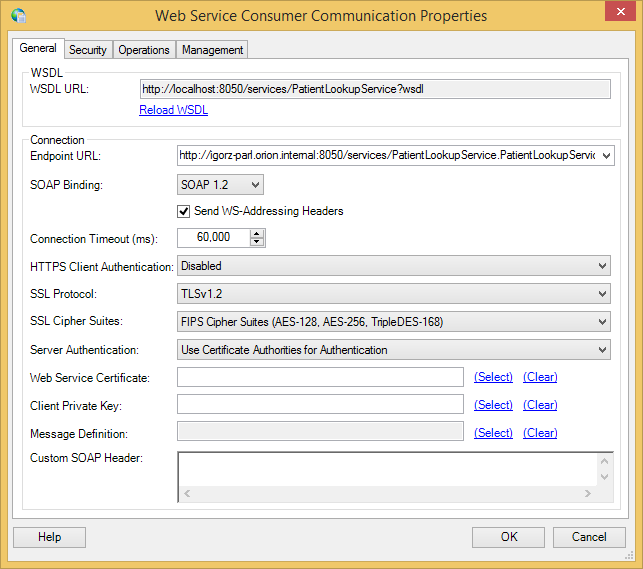 Web Service Consumer Communication Properties
General Security Operations Management
WSDL
WSDL URL: http://localhost:8050/services/PatientLookupService?wsdl
Reload WSDL
Connection
Endpoint URL: http://igorz-parl.orion.internal:8050/services/PatientLookupService.PatientLookupServic
SOAP Binding: SOAP 1.2
Send WS-Addressing Headers
Connection Timeout (ms): 60,000
HTTPS Client Authentication: Disabled
SSL Protocol: TLSv1.2
SSL Cipher Suites: FIPS Cipher Suites (AES-128, AES-256, TripleDES-168)
Server Authentication: Use Certificate Authorities for Authentication
Web Service Certificate: (Select) (Clear)
Client Private Key: (Select) (Clear)
Message Definition: (Select) (Clear)
Custom SOAP Header:
Help OK Cancel